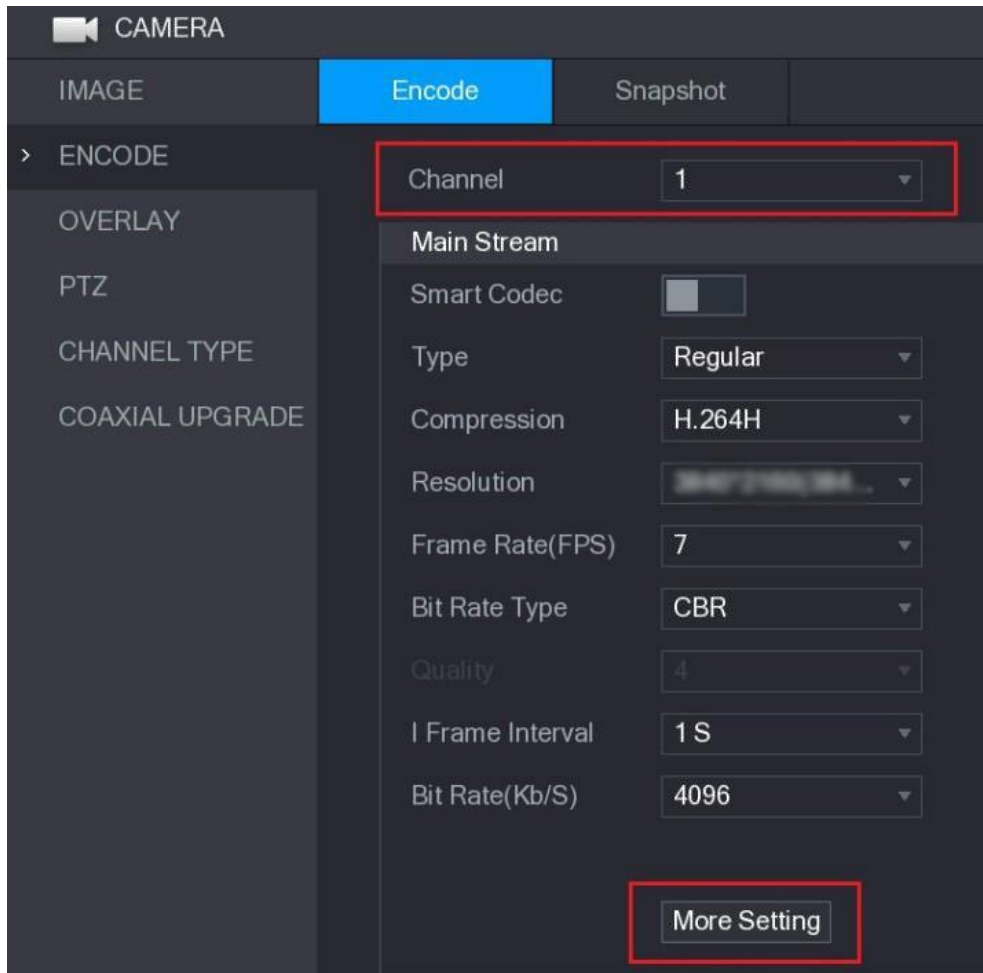 CAMERA
IMAGE
Encode
Snapshot
> ENCODE
Channel 1
OVERLAY
Main Stream
PTZ
Smart Codec
CHANNEL TYPE
Type Regular
COAXIAL UPGRADE
Compression H.264H
Resolution
Frame Rate(FPS) 7
Bit Rate Type CBR
Quality 4
I Frame Interval 1 S
Bit Rate(Kb/S) 4096
More Setting